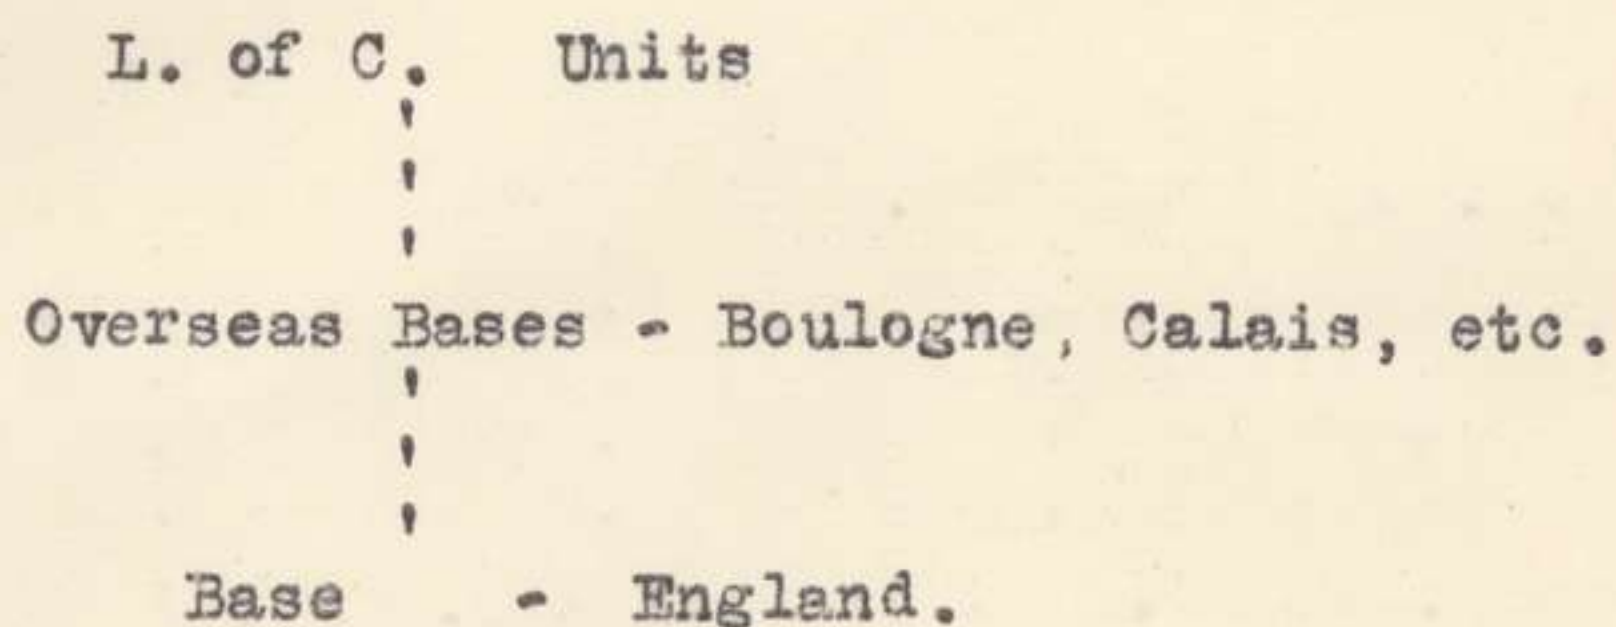 L. of C. Units
Overseas Bases - Boulogne, Calais, etc.
Base - England.